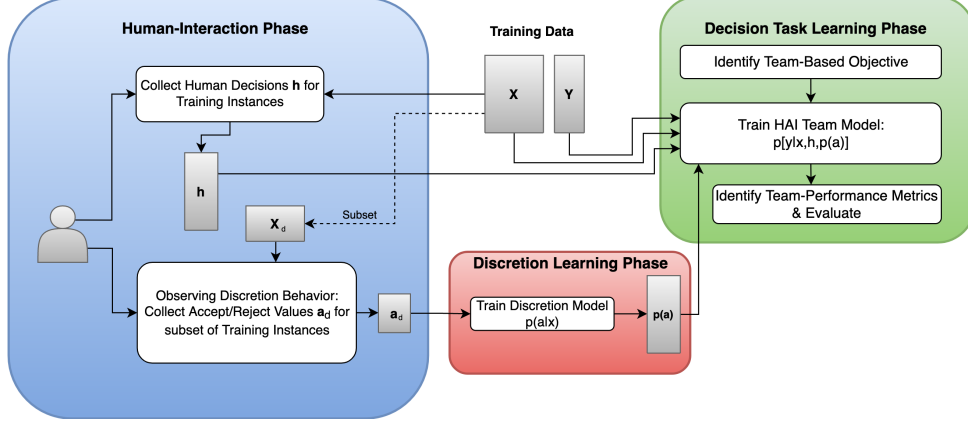 Human-Interaction Phase
Collect Human Decisions h for
Training Instances
h
X d
Subset
Observing Discretion Behavior:
Collect Accept/Reject Values ad for
subset of Training Instances
ad
Training Data
X
Y
Discretion Learning Phase
Train Discretion Model
p(a|x)
p(a)
Decision Task Learning Phase
Identify Team-Based Objective
Train HAI Team Model:
p[y|x,h,p(a)]
Identify Team-Performance Metrics
& Evaluate